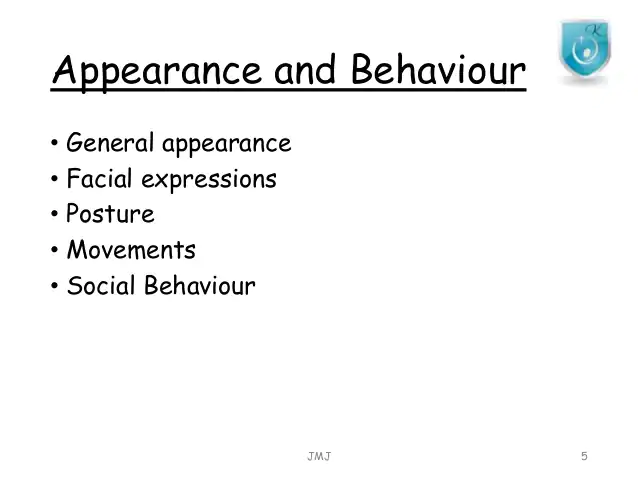 Appearance and Behaviour
K
• General appearance
• Facial expressions
• Posture
• Movements
• Social Behaviour
JMJ
5